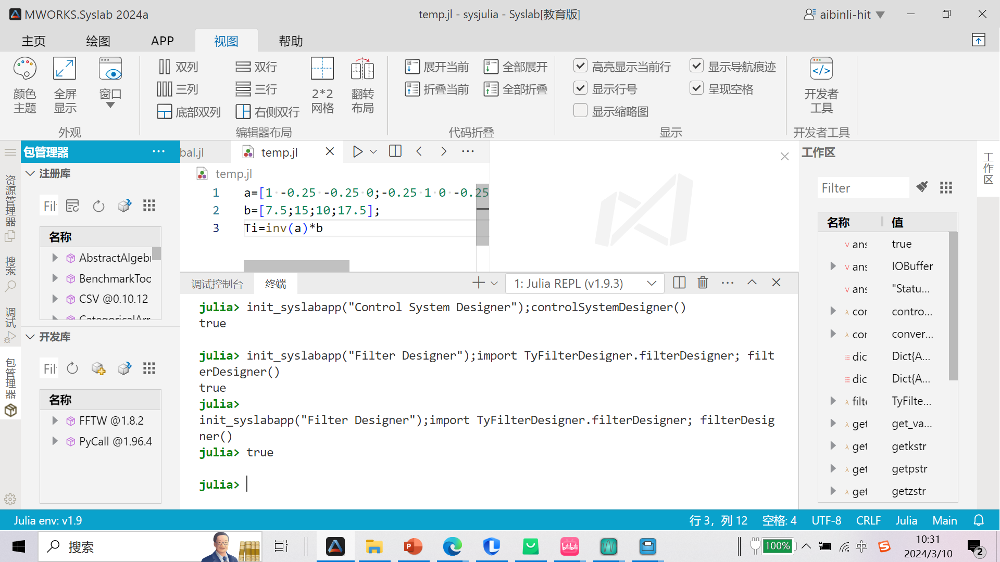 MWORKS.Syslab 2024a
temp.jl - sysjulia - Syslab[教育版]
aibinli-hit
主页 绘图 APP 视图 帮助
颜色主题
全屏显示
窗口
外观
双列 双行
三列 三行
底部双列 右侧双行
2*2网格
翻转布局
编辑器布局
展开当前 全部展开
折叠当前 全部折叠
代码折叠
高亮显示当前行 显示导航痕迹
显示行号 呈现空格
显示缩略图
显示
开发者工具
开发者工具
资源管理器
搜索
调试
包管理器
包管理器 ···
注册库
Fil
名称
AbstractAlgeb
BenchmarkToo
CSV @0.10.12
开发库
Fil
名称
FFTW @1.8.2
PyCall @1.96.4
bal.jl temp.jl
temp.jl
1 a=[1 -0.25 -0.25 0;-0.25 1 0 -0.25
2 b=[7.5;15;10;17.5];
3 Ti=inv(a)*b
调试控制台 终端
1: Julia REPL (v1.9.3)
julia> init_syslabapp("Control System Designer");controlSystemDesigner()
true
julia> init_syslabapp("Filter Designer");import TyFilterDesigner.filterDesigner; filt
erDesigner()
true
julia>
init_syslabapp("Filter Designer");import TyFilterDesigner.filterDesigner; filterDesig
ner()
julia> true
julia>
工作区
工作区
Filter
名称 值
ans true
ans IOBuffer
ans "Statu...
cor contro...
cor conver...
dic Dict{A...
dic Dict{A...
filt TyFilte...
get get_va...
get getkstr
get getpstr
get getzstr
Julia env: v1.9
行 3，列 12 空格: 4 UTF-8 CRLF Julia Main
搜索
bilibili
100%
中
10:31
2024/3/10
2